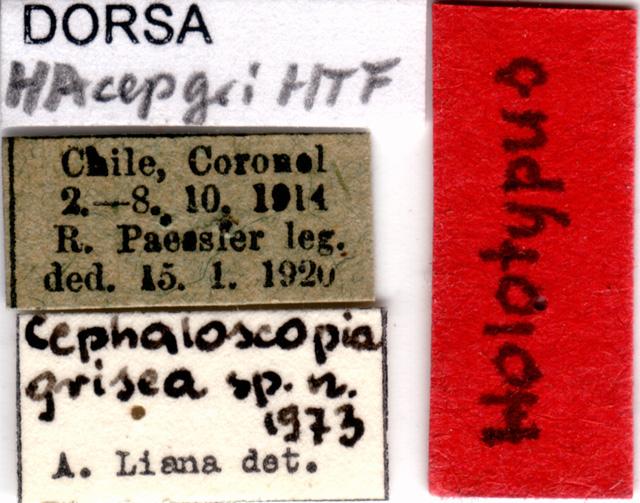 DORSA
HAcepgri HTF
Chile, Coronel
2.—8. 10. 1914
R. Paessler leg.
ded. 15. 1. 1920
Cephaloscopia
grisea sp. n.
1973
A. Liana det.
Holotypus